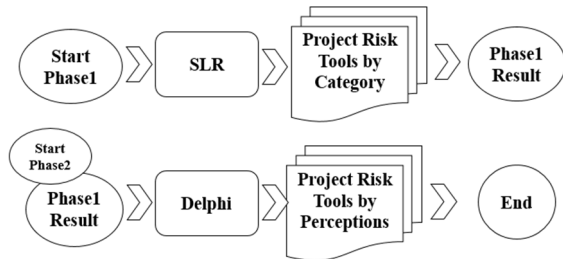 Start
Phase1
SLR
Project Risk
Tools by
Category
Phase1
Result
Start
Phase2
Phase1
Result
Delphi
Project Risk
Tools by
Perceptions
End